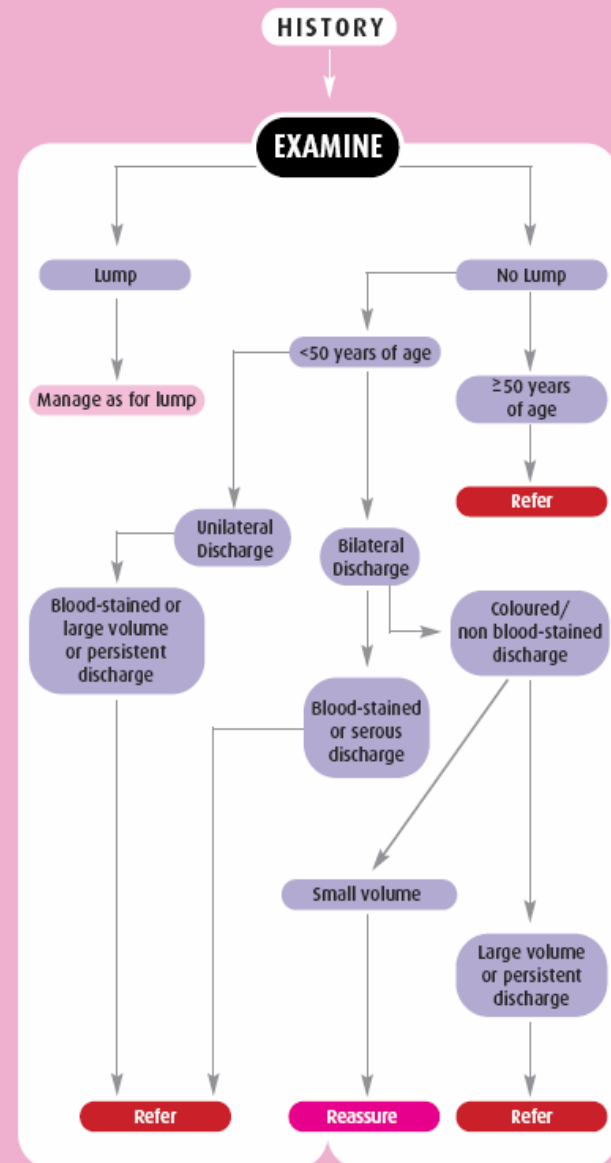 HISTORY
EXAMINE
Lump
No Lump
<50 years of age
≥50 years
of age
Manage as for lump
Refer
Unilateral
Discharge
Bilateral
Discharge
Blood-stained or
large volume
or persistent
discharge
Coloured/
non blood-stained
discharge
Blood-stained
or serous
discharge
Small volume
Large volume
or persistent
discharge
Refer
Reassure
Refer